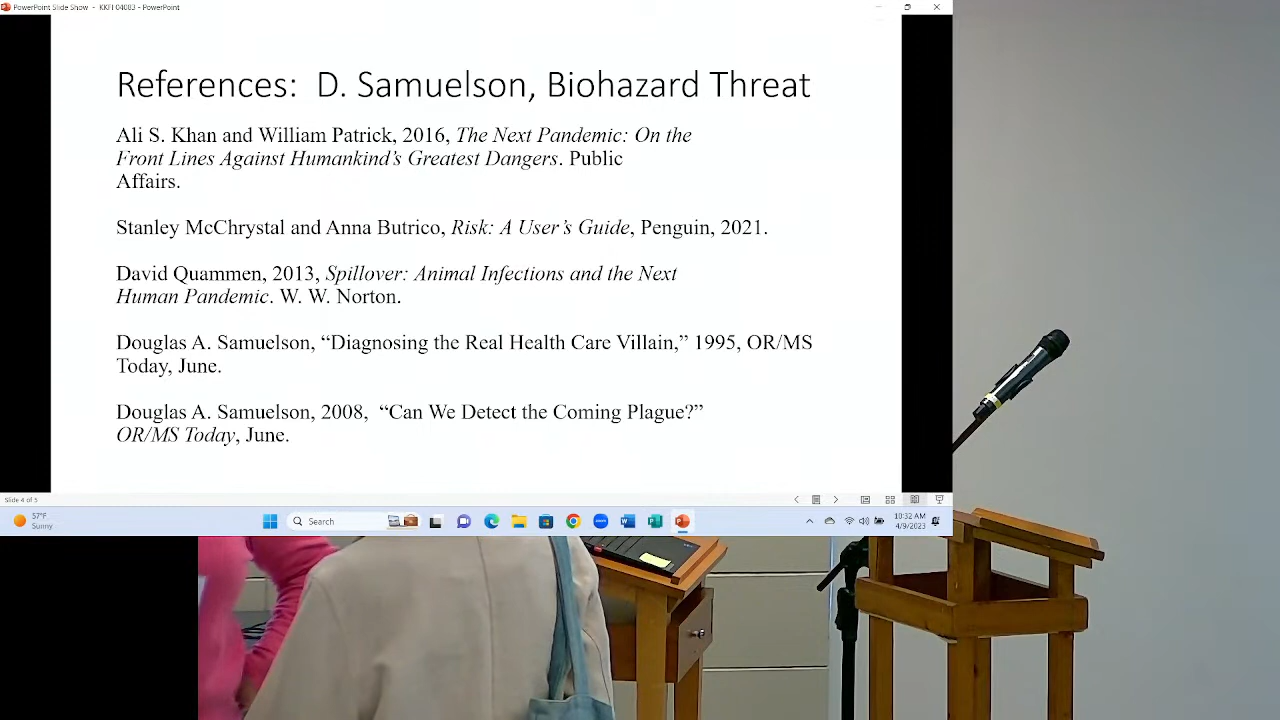 PowerPoint Slide Show - KKFI 04083 - PowerPoint
References: D. Samuelson, Biohazard Threat
Ali S. Khan and William Patrick, 2016, The Next Pandemic: On the
Front Lines Against Humankind’s Greatest Dangers. Public
Affairs.
Stanley McChrystal and Anna Butrico, Risk: A User’s Guide, Penguin, 2021.
David Quammen, 2013, Spillover: Animal Infections and the Next
Human Pandemic. W. W. Norton.
Douglas A. Samuelson, “Diagnosing the Real Health Care Villain,” 1995, OR/MS
Today, June.
Douglas A. Samuelson, 2008, “Can We Detect the Coming Plague?”
OR/MS Today, June.
Slide 4 of 5
57°F
Sunny
Search
10:32 AM
4/9/2023